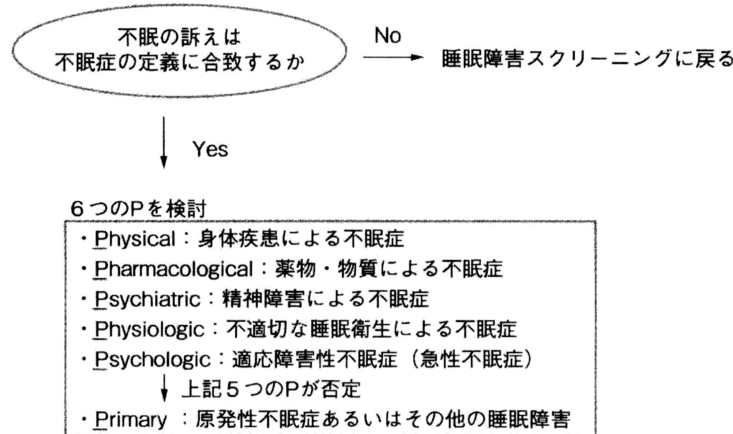 不眠の訴えは
不眠症の定義に合致するか
No
睡眠障害スクリーニングに戻る
Yes
6つのPを検討
・Physical：身体疾患による不眠症
・Pharmacological：薬物・物質による不眠症
・Psychiatric：精神障害による不眠症
・Physiologic：不適切な睡眠衛生による不眠症
・Psychologic：適応障害性不眠症（急性不眠症）
上記5つのPが否定
・Primary ：原発性不眠症あるいはその他の睡眠障害